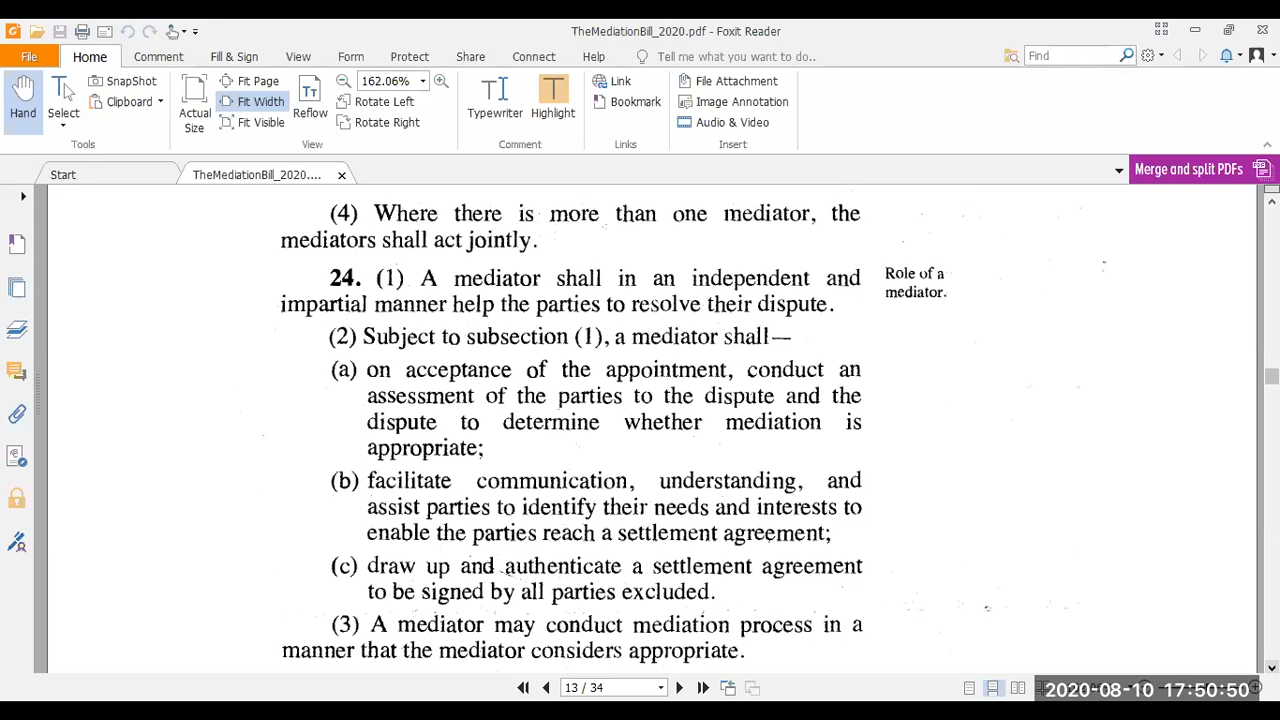 TheMediationBill_2020.pdf - Foxit Reader
File Home Comment Fill & Sign View Form Protect Share Connect Help Tell me what you want to do.. Find
Hand
Select
SnapShot
Clipboard
Tools
Actual Size
Fit Page
Fit Width
Fit Visible
Reflow
162.06%
Rotate Left
Rotate Right
View
Typewriter
Highlight
Comment
Link
Bookmark
Links
File Attachment
Image Annotation
Audio & Video
Insert
Start TheMediationBill_2020.... Merge and split PDFs
(4) Where there is more than one mediator, the
mediators shall act jointly.
24. (1) A mediator shall in an independent and
impartial manner help the parties to resolve their dispute.
Role of a
mediator.
(2) Subject to subsection (1), a mediator shall—
(a) on acceptance of the appointment, conduct an
assessment of the parties to the dispute and the
dispute to determine whether mediation is
appropriate;
(b) facilitate communication, understanding, and
assist parties to identify their needs and interests to
enable the parties reach a settlement agreement;
(c) draw up and authenticate a settlement agreement
to be signed by all parties excluded.
(3) A mediator may conduct mediation process in a
manner that the mediator considers appropriate.
13 / 34
2020-08-10 17:50:50